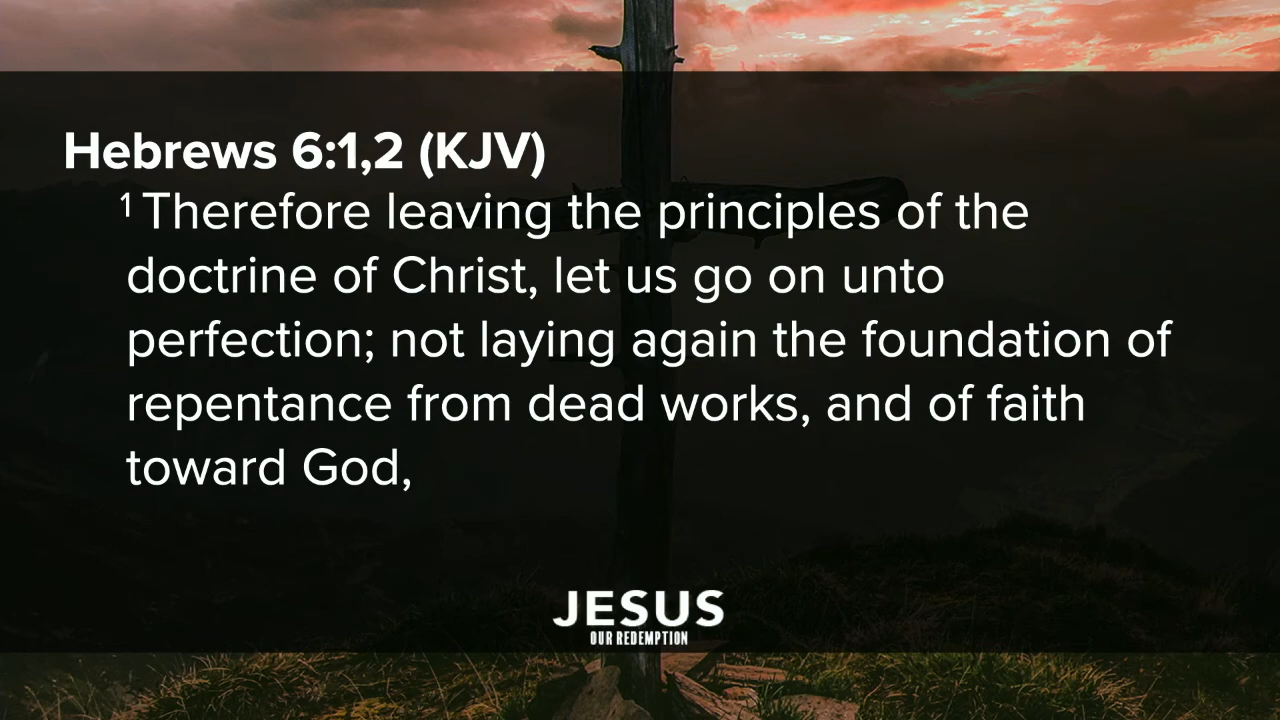 Hebrews 6:1,2 (KJV)
1 Therefore leaving the principles of the
doctrine of Christ, let us go on unto
perfection; not laying again the foundation of
repentance from dead works, and of faith
toward God,
JESUS
OUR REDEMPTION